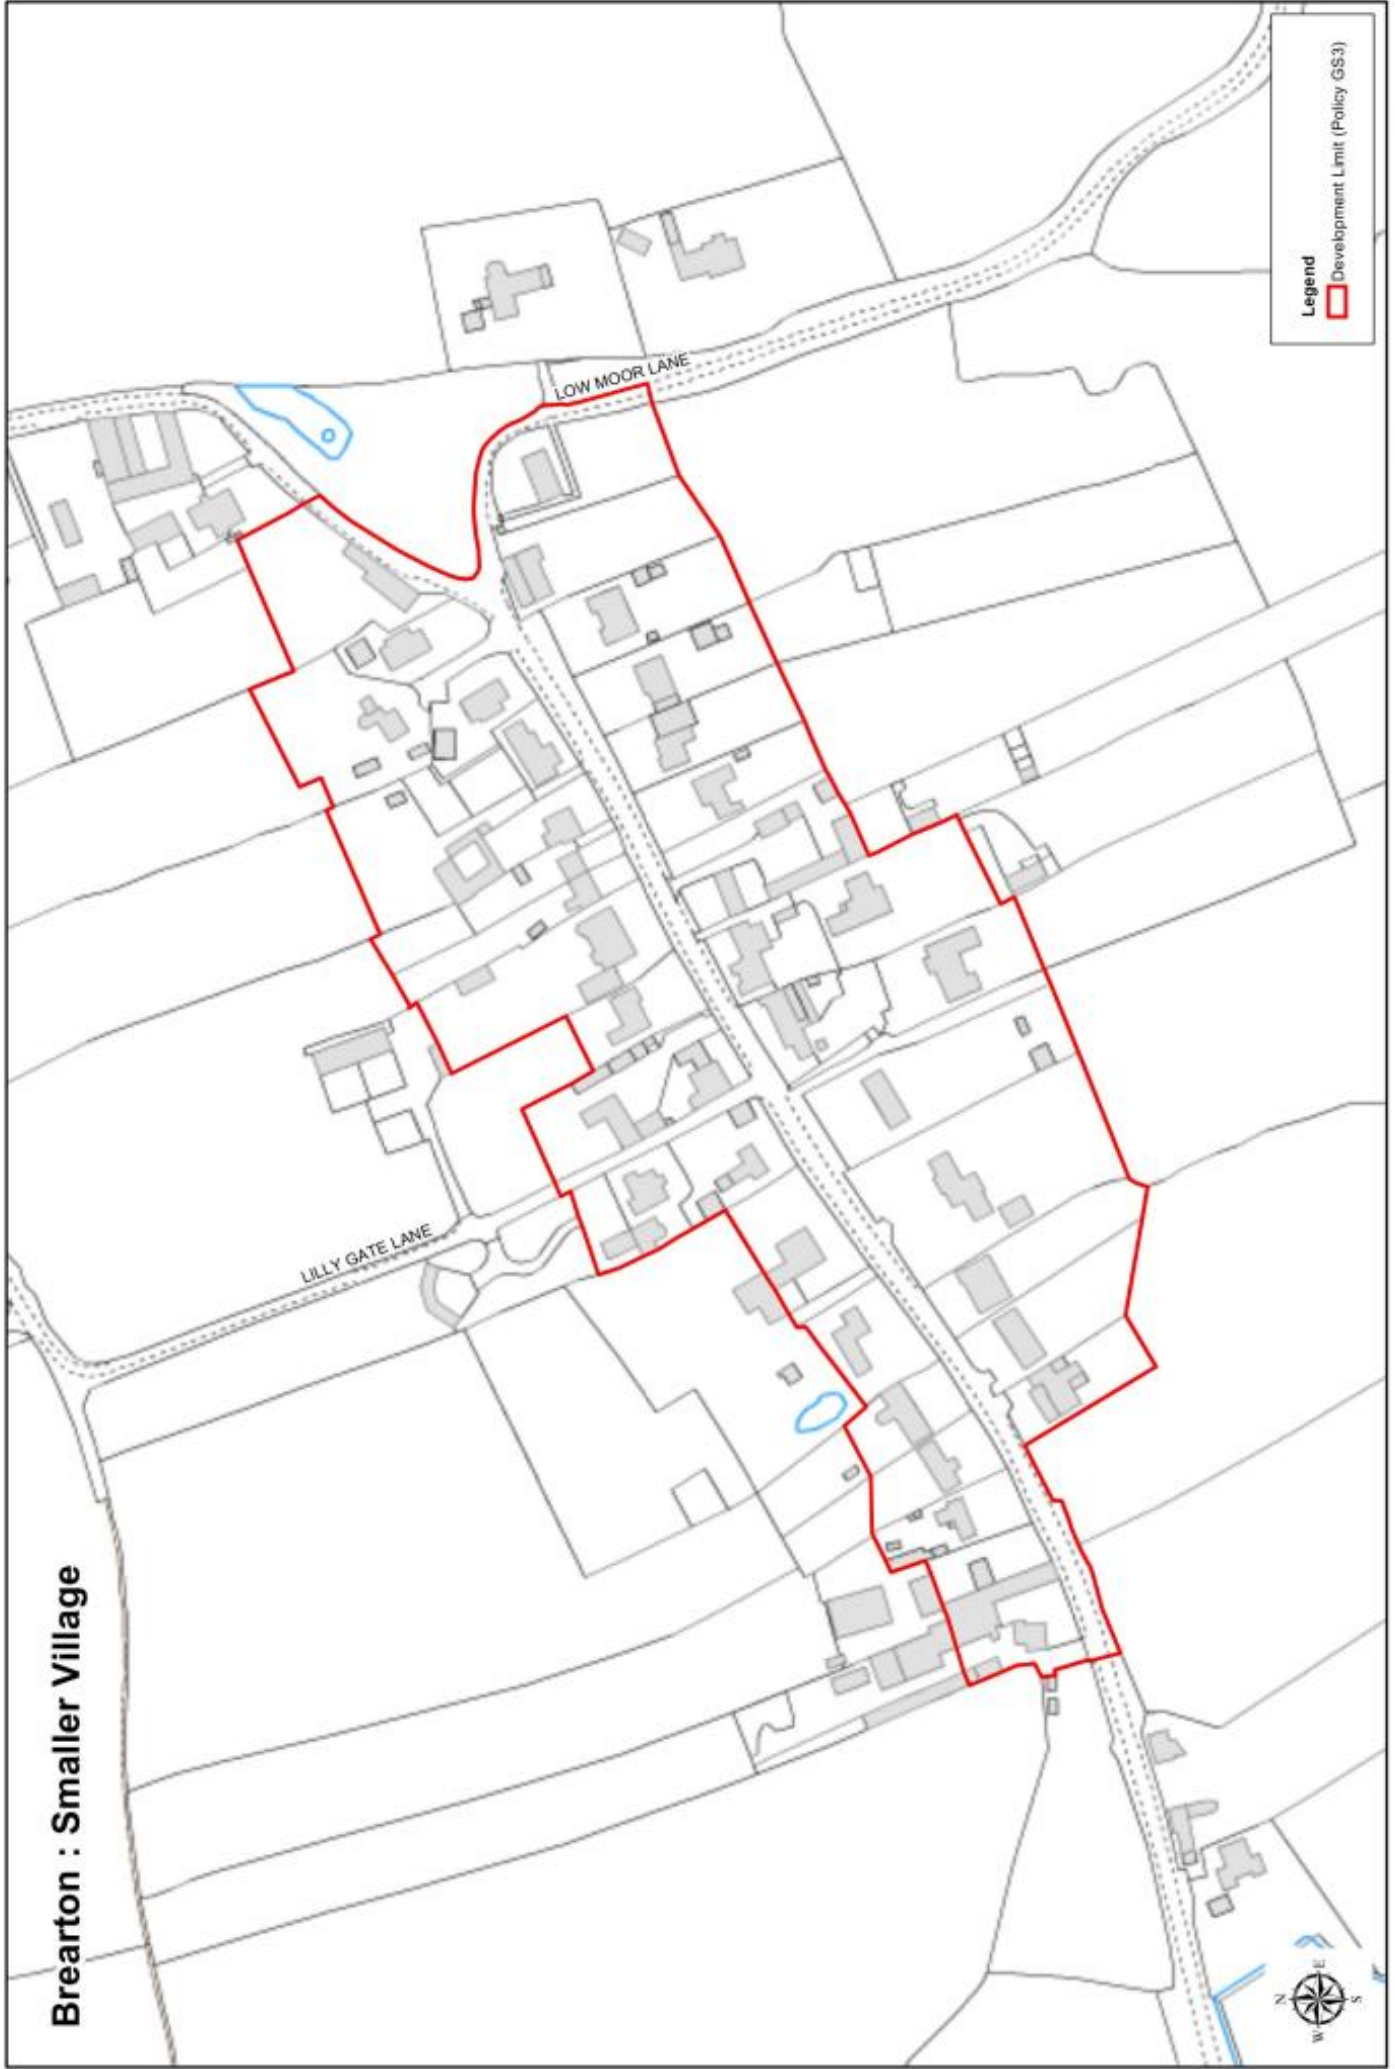 Brearton : Smaller Village
LILLY GATE LANE
LOW MOOR LANE
Legend
Development Limit (Policy GS3)
N
W E
S